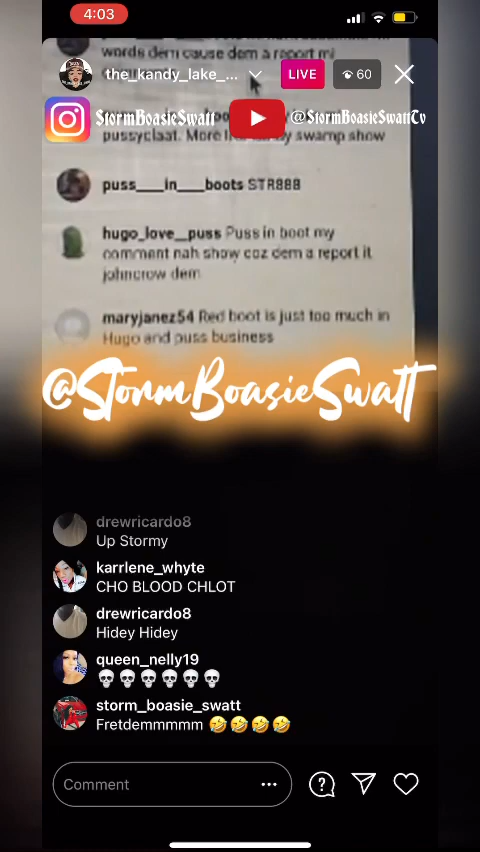 4:03
words dem cause dem a report mi
the_kandy_lake_...
LIVE
60
StormBoasieSwatt
@StormBoasieSwattTv
pussyclaat. More
swamp show
puss___in___boots STR888
hugo_love__puss Puss in boot my
comment nah show coz dem a report it
johncrow dem
maryjanez54 Red boot is just too much in
Hugo and puss business
@StormBoasieSwatt
drewricardo8
Up Stormy
karrlene_whyte
CHO BLOOD CHLOT
drewricardo8
Hidey Hidey
queen_nelly19
💀💀💀💀💀💀
storm_boasie_swatt
Fretdemmmmm 🤣🤣🤣🤣
Comment